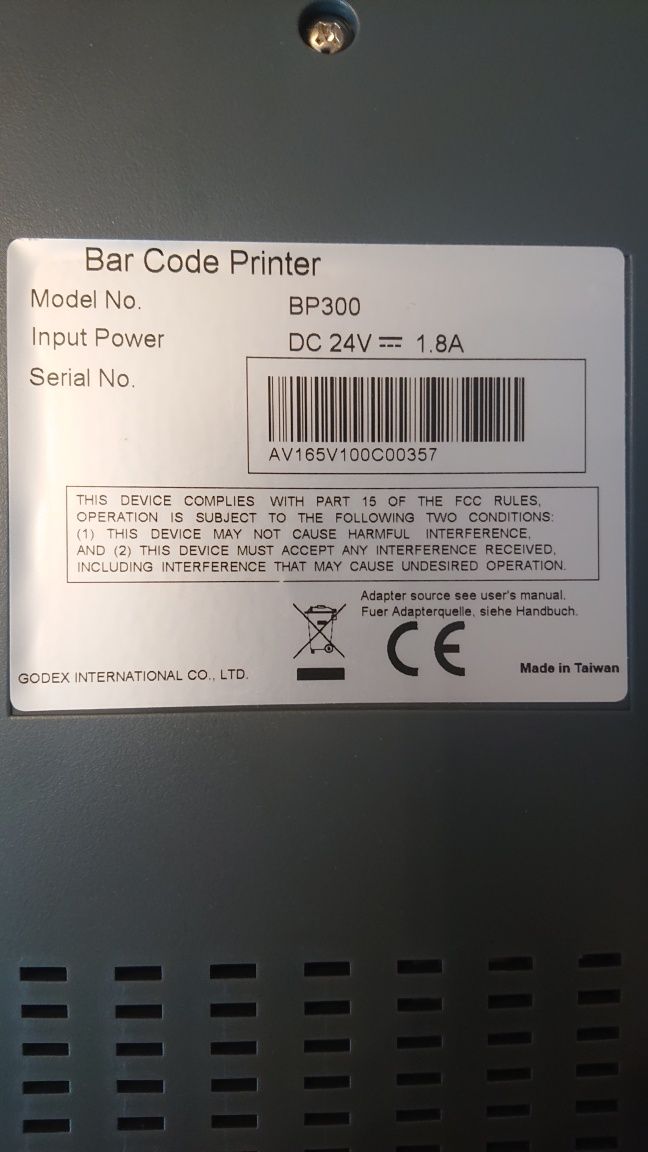 Bar Code Printer
Model No. BP300
Input Power DC 24V ⎓ 1.8A
Serial No.
AV165V100C00357
THIS DEVICE COMPLIES WITH PART 15 OF THE FCC RULES,
OPERATION IS SUBJECT TO THE FOLLOWING TWO CONDITIONS:
(1) THIS DEVICE MAY NOT CAUSE HARMFUL INTERFERENCE,
AND (2) THIS DEVICE MUST ACCEPT ANY INTERFERENCE RECEIVED,
INCLUDING INTERFERENCE THAT MAY CAUSE UNDESIRED OPERATION.
Adapter source see user's manual.
Fuer Adapterquelle, siehe Handbuch.
CE
GODEX INTERNATIONAL CO., LTD.
Made in Taiwan